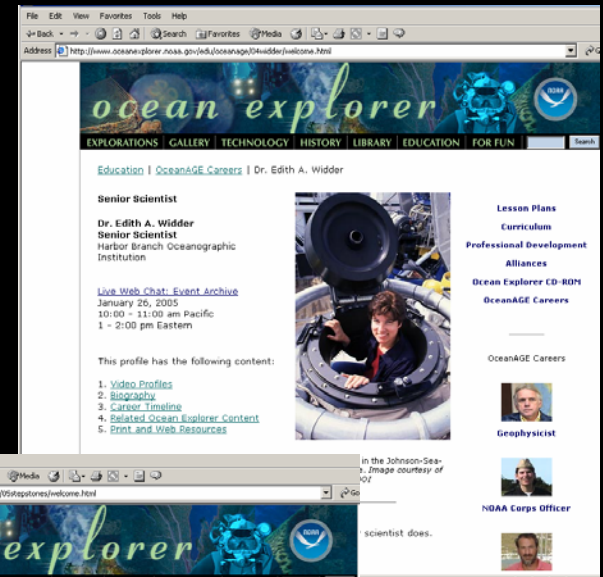 File Edit View Favorites Tools Help
Back Search Favorites Media
Address http://www.oceanexplorer.noaa.gov/edu/oceanage/04widder/welcome.html
ocean explorer
NOAA
EXPLORATIONS GALLERY TECHNOLOGY HISTORY LIBRARY EDUCATION FOR FUN Search
Education | OceanAGE Careers | Dr. Edith A. Widder
Senior Scientist
Dr. Edith A. Widder
Senior Scientist
Harbor Branch Oceanographic
Institution
Live Web Chat: Event Archive
January 26, 2005
10:00 - 11:00 am Pacific
1 - 2:00 pm Eastern
This profile has the following content:
1. Video Profiles
2. Biography
3. Career Timeline
4. Related Ocean Explorer Content
5. Print and Web Resources
Lesson Plans
Curriculum
Professional Development
Alliances
Ocean Explorer CD-ROM
OceanAGE Careers
OceanAGE Careers
Geophysicist
NOAA Corps Officer
in the Johnson-Sea-
. Image courtesy of
scientist does.
Media
/05stepstones/welcome.html
Go
explorer
NOAA